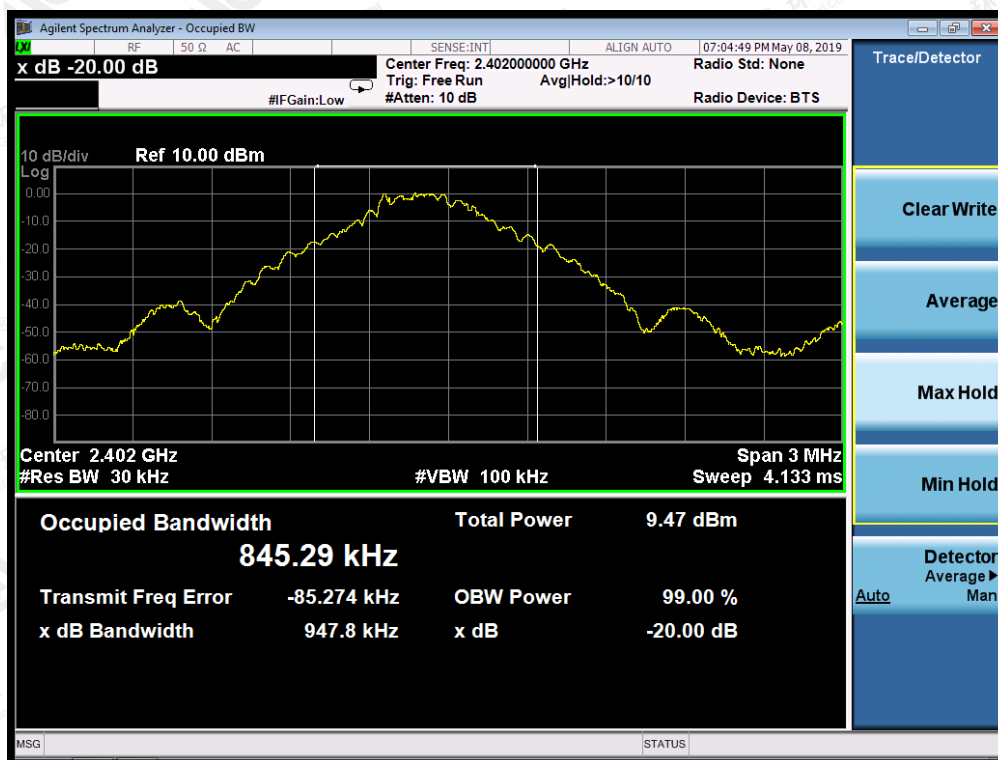 Agilent Spectrum Analyzer - Occupied BW
LXI RF 50 Ω AC SENSE:INT ALIGN AUTO 07:04:49 PM May 08, 2019
x dB -20.00 dB
Center Freq: 2.402000000 GHz Radio Std: None
Trig: Free Run Avg|Hold:>10/10
#IFGain:Low #Atten: 10 dB Radio Device: BTS
10 dB/div Ref 10.00 dBm
Log
0.00
-10.0
-20.0
-30.0
-40.0
-50.0
-60.0
-70.0
-80.0
Center 2.402 GHz Span 3 MHz
#Res BW 30 kHz #VBW 100 kHz Sweep 4.133 ms
Occupied Bandwidth Total Power 9.47 dBm
845.29 kHz
Transmit Freq Error -85.274 kHz OBW Power 99.00 %
x dB Bandwidth 947.8 kHz x dB -20.00 dB
MSG STATUS
Trace/Detector
Clear Write
Average
Max Hold
Min Hold
Detector
Average▶
Auto Man